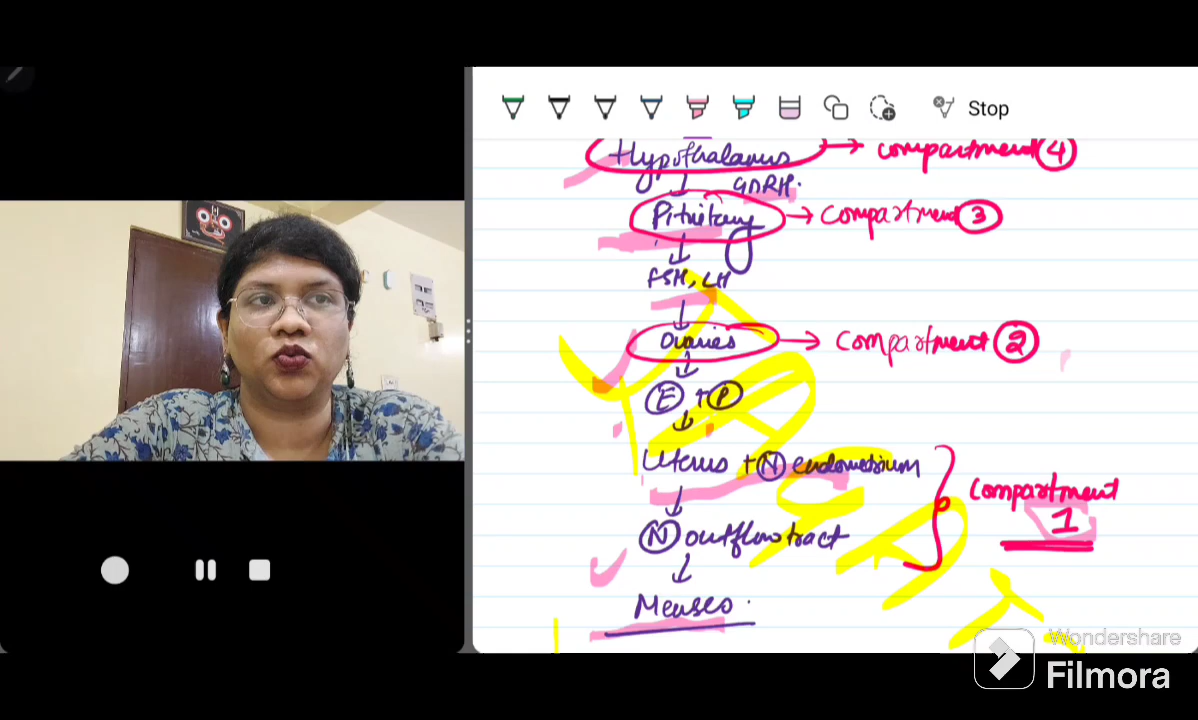 Stop
Hypothalamus → compartment 4
↓ GnRH.
Pituitary → compartment 3
↓
FSH, LH
↓
Ovaries → compartment 2
↓
E + P
↓
Uterus + N endometrium
compartment
1
↓
N outflow tract
↓
Menses.
Wondershare
Filmora